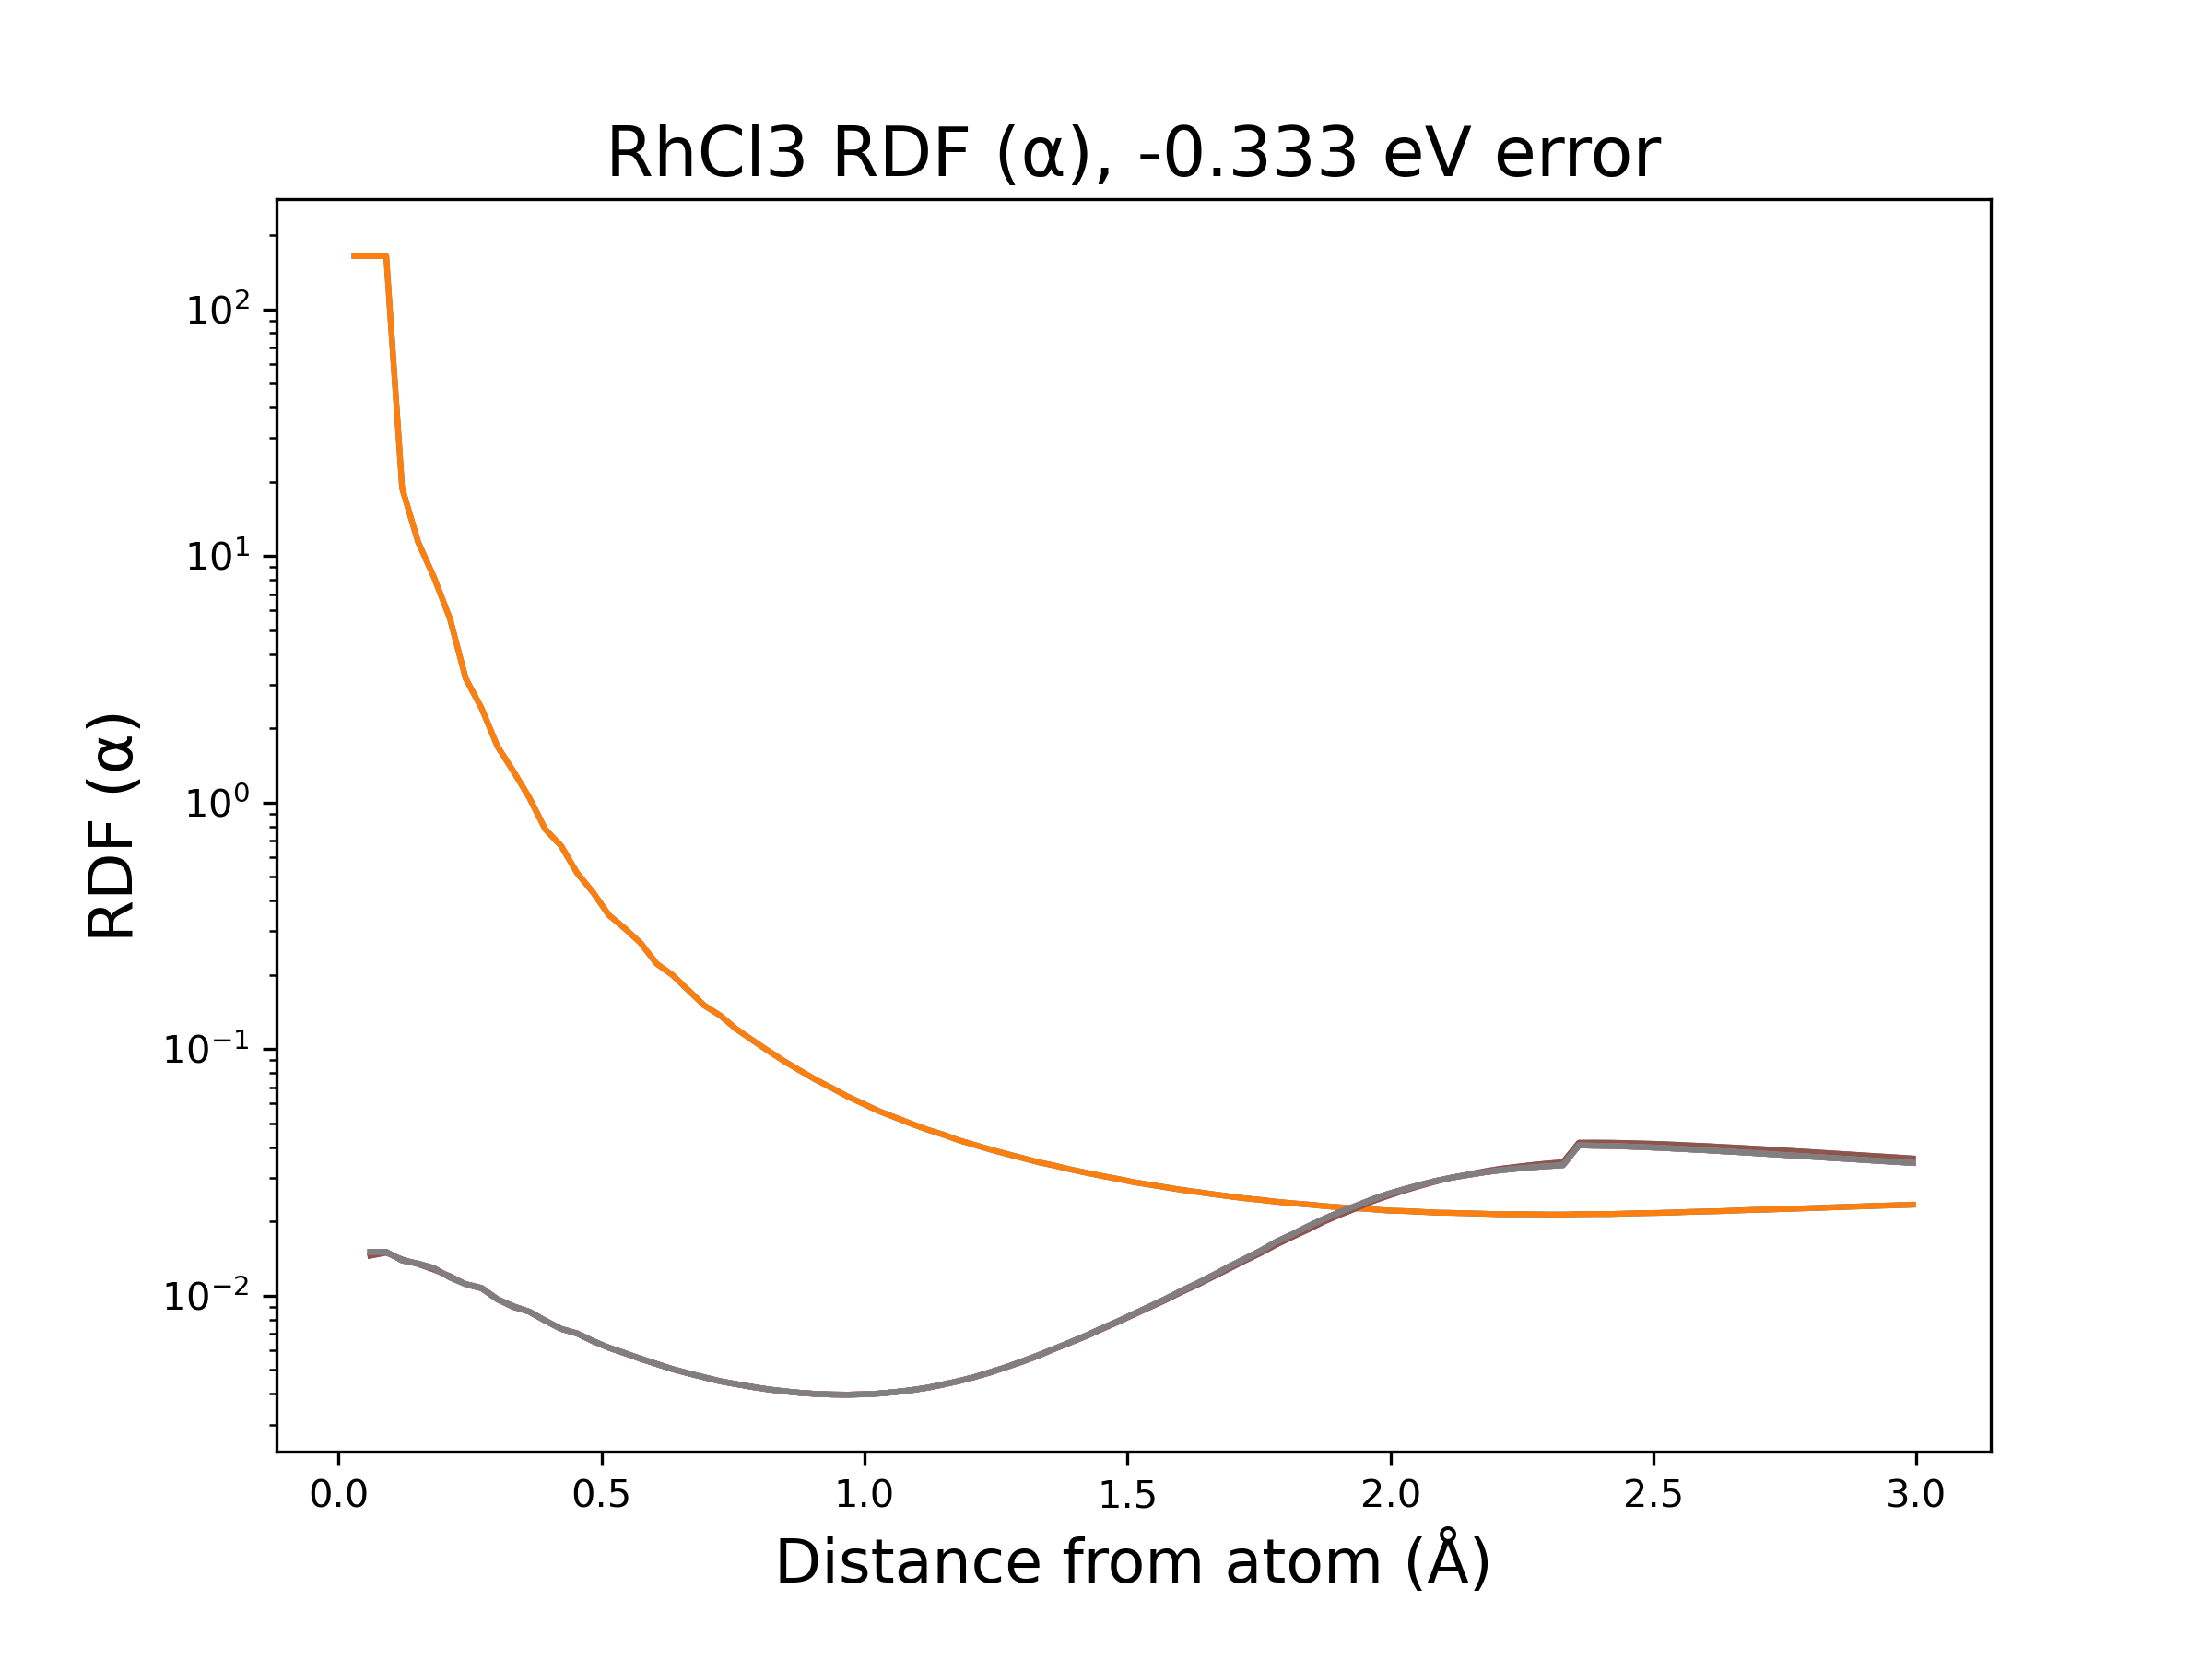 RhCl3 RDF (α), -0.333 eV error
RDF (α)
10²
10¹
10⁰
10⁻¹
10⁻²
0.0 0.5 1.0 1.5 2.0 2.5 3.0
Distance from atom (Å)